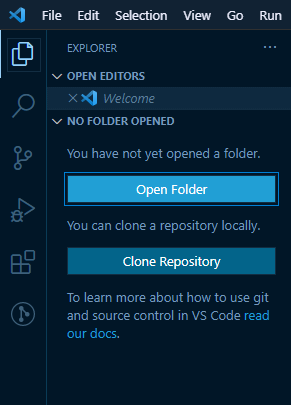 File Edit Selection View Go Run
EXPLORER
OPEN EDITORS
Welcome
NO FOLDER OPENED
You have not yet opened a folder.
Open Folder
You can clone a repository locally.
Clone Repository
To learn more about how to use git
and source control in VS Code read
our docs.